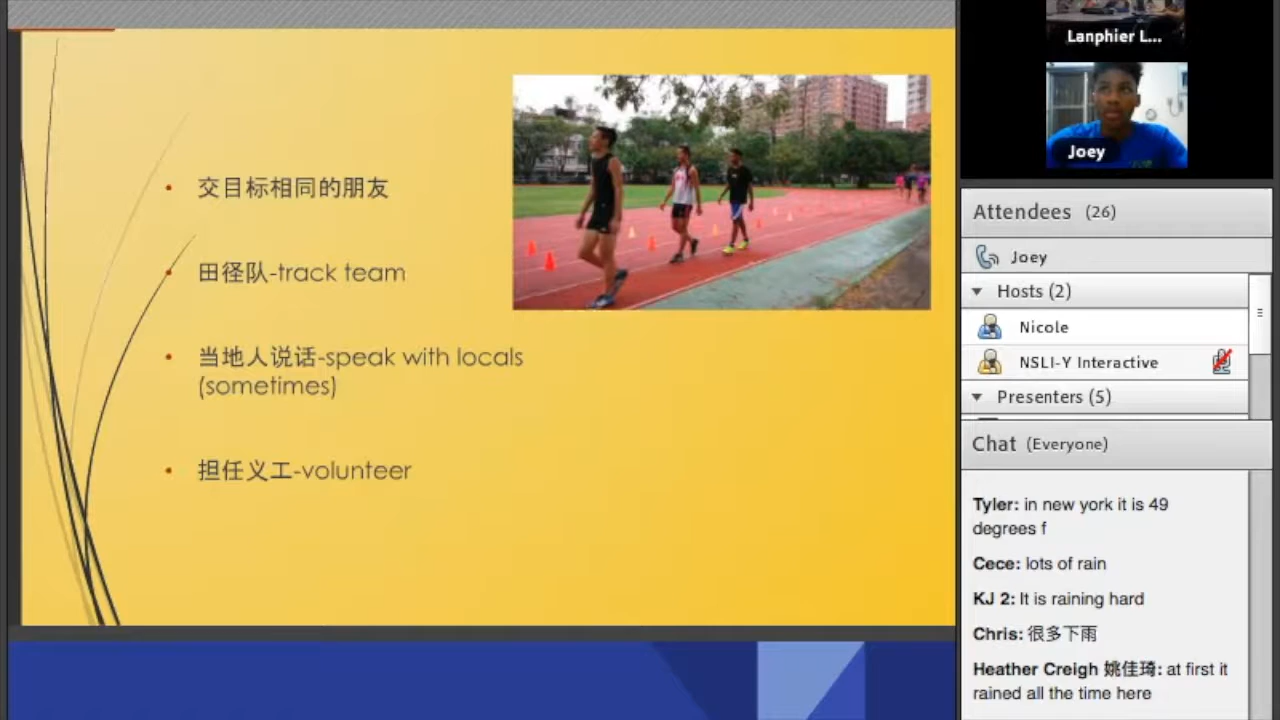 交目标相同的朋友
田径队-track team
当地人说话-speak with locals
(sometimes)
担任义工-volunteer
Lanphier L...
Joey
Attendees (26)
Joey
Hosts (2)
Nicole
NSLI-Y Interactive
Presenters (5)
Chat (Everyone)
Tyler: in new york it is 49
degrees f
Cece: lots of rain
KJ 2: It is raining hard
Chris: 很多下雨
Heather Creigh 姚佳琦: at first it
rained all the time here